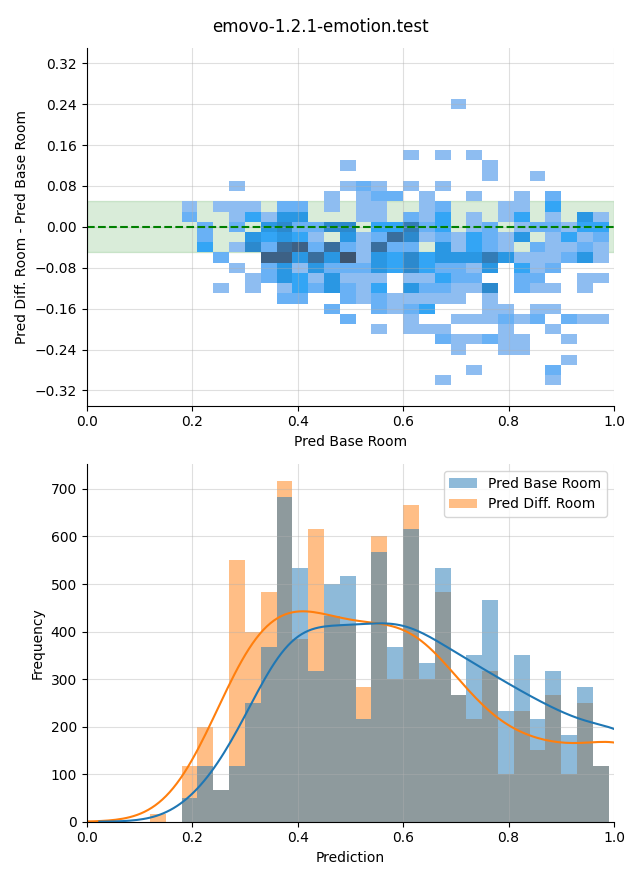 emovo-1.2.1-emotion.test
Pred Diff. Room - Pred Base Room
0.32
0.24
0.16
0.08
0.00
−0.08
−0.16
−0.24
−0.32
0.0 0.2 0.4 0.6 0.8 1.0
Pred Base Room
Frequency
700
600
500
400
300
200
100
0
Pred Base Room
Pred Diff. Room
0.0 0.2 0.4 0.6 0.8 1.0
Prediction